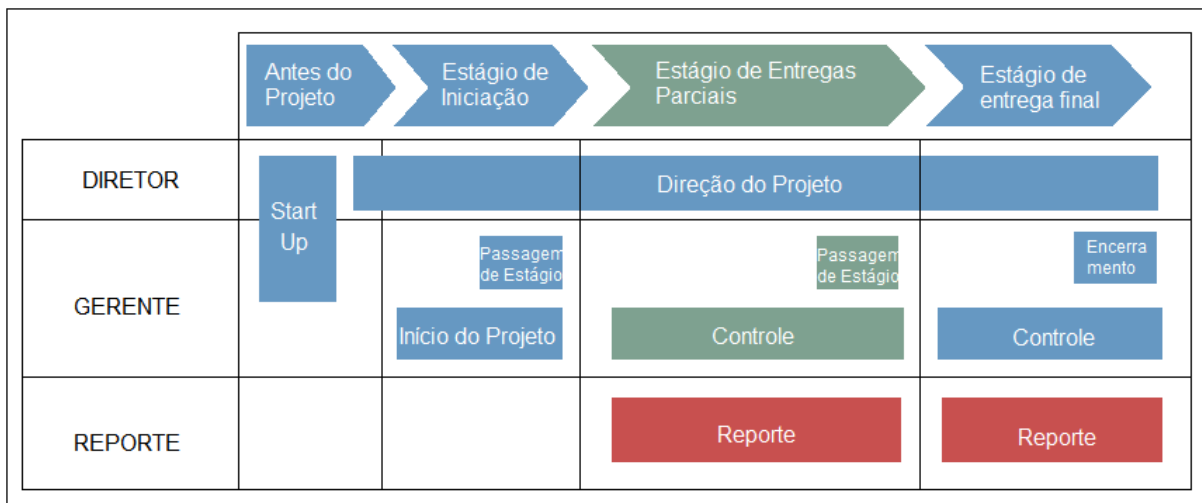 Antes do
Projeto
Estágio de
Iniciação
Estágio de Entregas
Parciais
Estágio de
entrega final
DIRETOR
Start
Up
Direção do Projeto
GERENTE
Passagem
de Estágio
Passagem
de Estágio
Encerra
mento
Início do Projeto
Controle
Controle
REPORTE
Reporte
Reporte